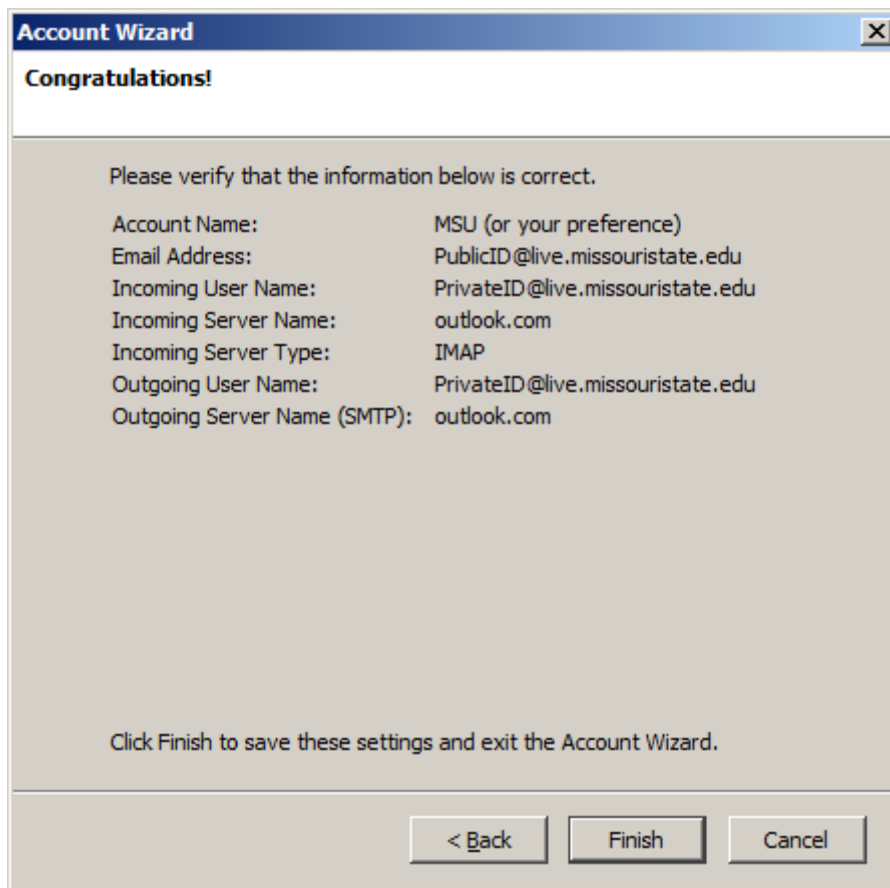 Account Wizard
Congratulations!
Please verify that the information below is correct.
Account Name: MSU (or your preference)
Email Address: PublicID@live.missouristate.edu
Incoming User Name: PrivateID@live.missouristate.edu
Incoming Server Name: outlook.com
Incoming Server Type: IMAP
Outgoing User Name: PrivateID@live.missouristate.edu
Outgoing Server Name (SMTP): outlook.com
Click Finish to save these settings and exit the Account Wizard.
< Back Finish Cancel